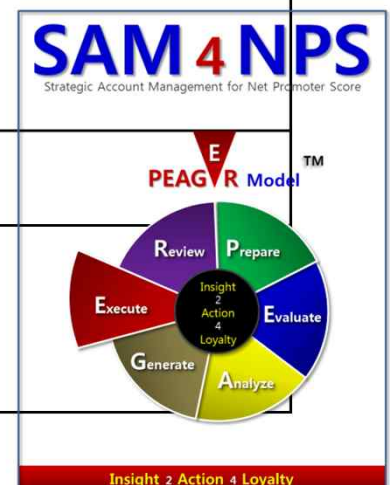 SAM 4 NPS
Strategic Account Management for Net Promoter Score
E
PEAG R Model ™
Review
Prepare
Execute
Insight
2
Action
4
Loyalty
Evaluate
Generate
Analyze
Insight 2 Action 4 Loyalty